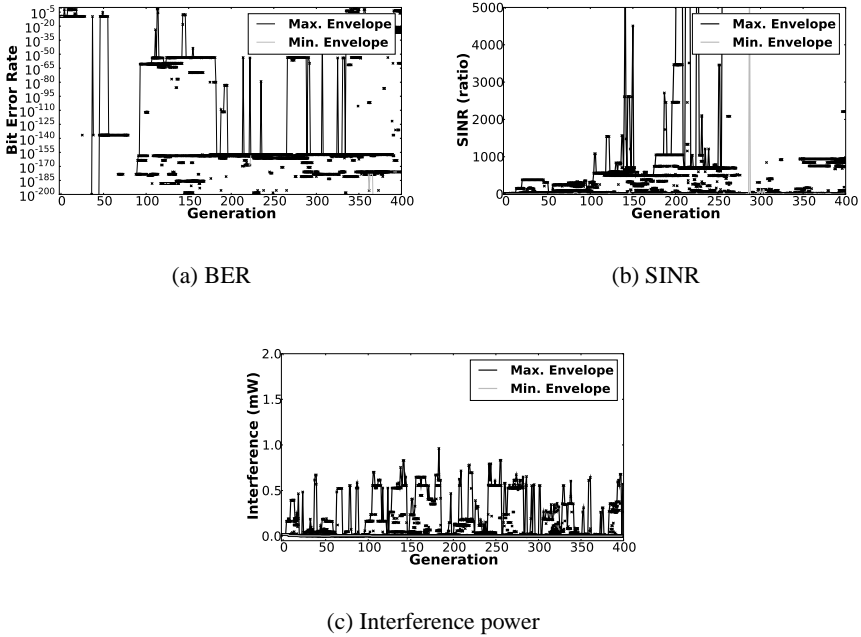 10^-5
10^-20
10^-35
10^-50
10^-65
10^-80
10^-95
10^-110
10^-125
10^-140
10^-155
10^-170
10^-185
10^-200
Bit Error Rate
Max. Envelope
Min. Envelope
0 50 100 150 200 250 300 350 400
Generation
(a) BER
5000
4000
3000
2000
1000
0
SINR (ratio)
Max. Envelope
Min. Envelope
0 50 100 150 200 250 300 350 400
Generation
(b) SINR
2.0
1.5
1.0
0.5
0.0
Interference (mW)
Max. Envelope
Min. Envelope
0 50 100 150 200 250 300 350 400
Generation
(c) Interference power